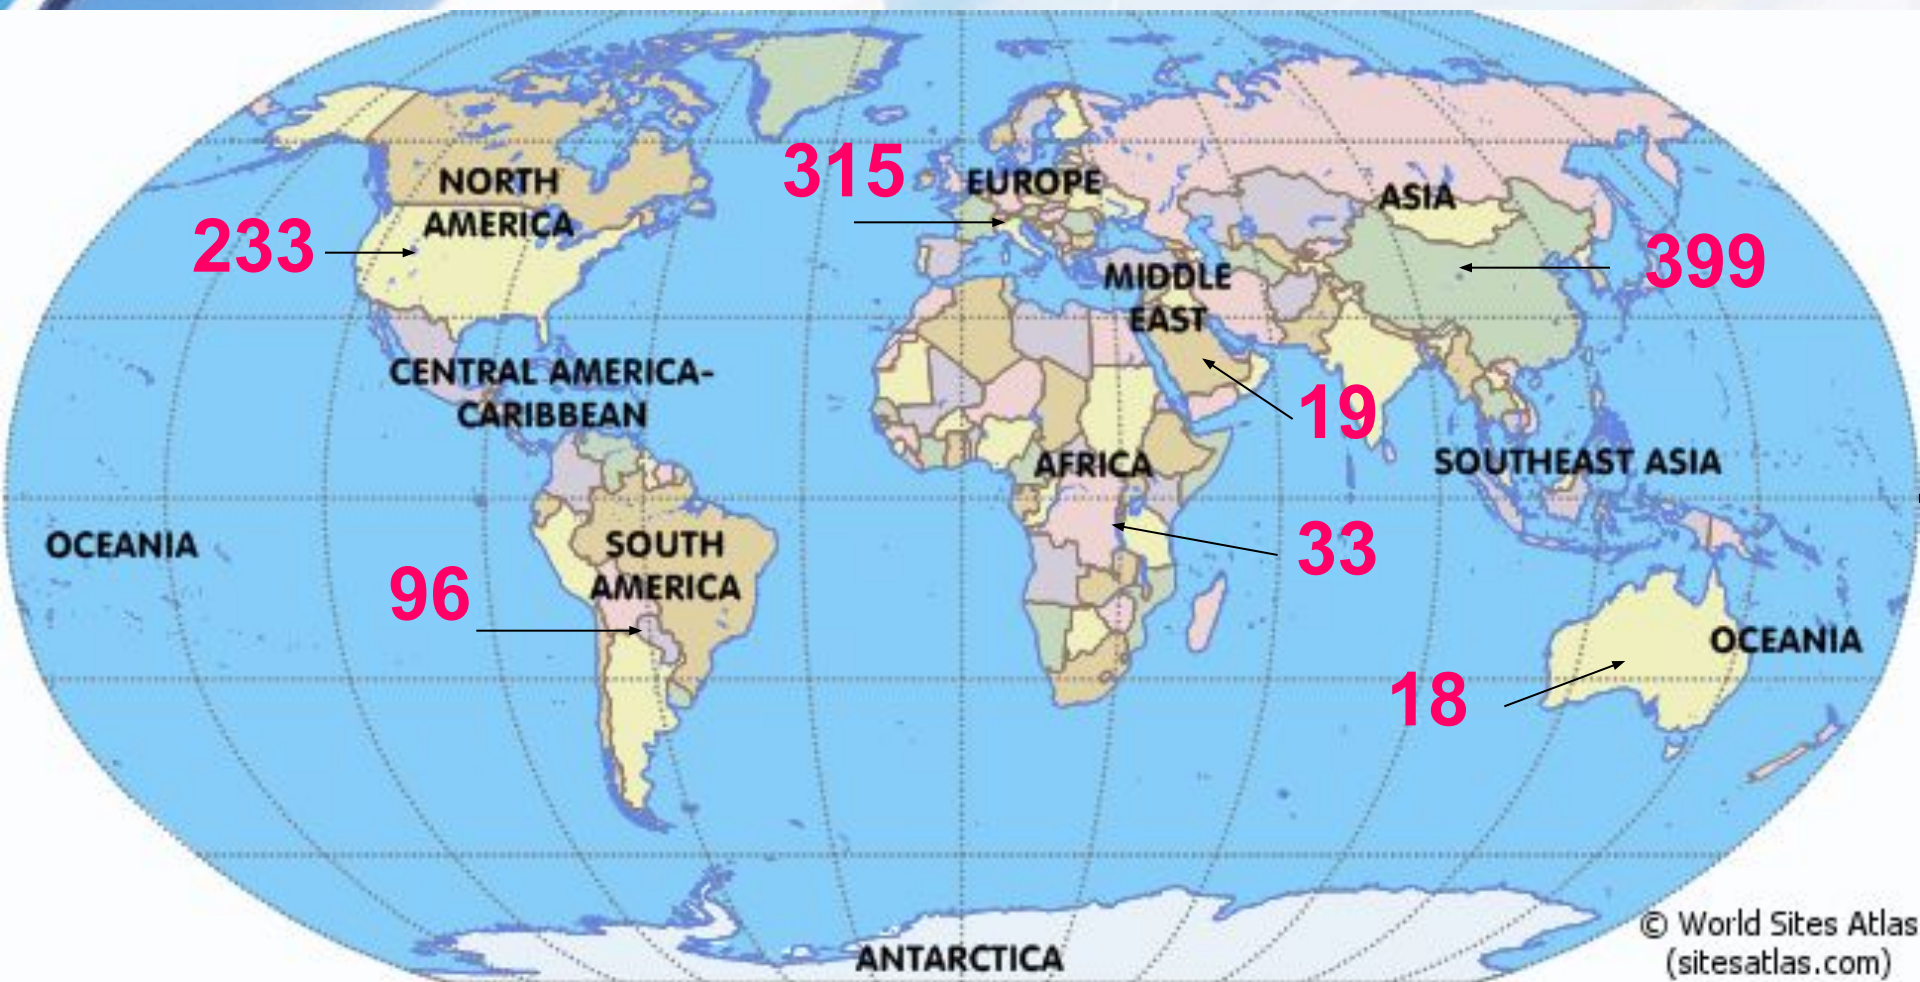 315
NORTH
AMERICA
EUROPE
ASIA
233
399
MIDDLE
EAST
CENTRAL AMERICA-
CARIBBEAN
19
AFRICA
SOUTHEAST ASIA
OCEANIA
SOUTH
AMERICA
33
96
OCEANIA
18
© World Sites Atlas
(sitesatlas.com)
ANTARCTICA